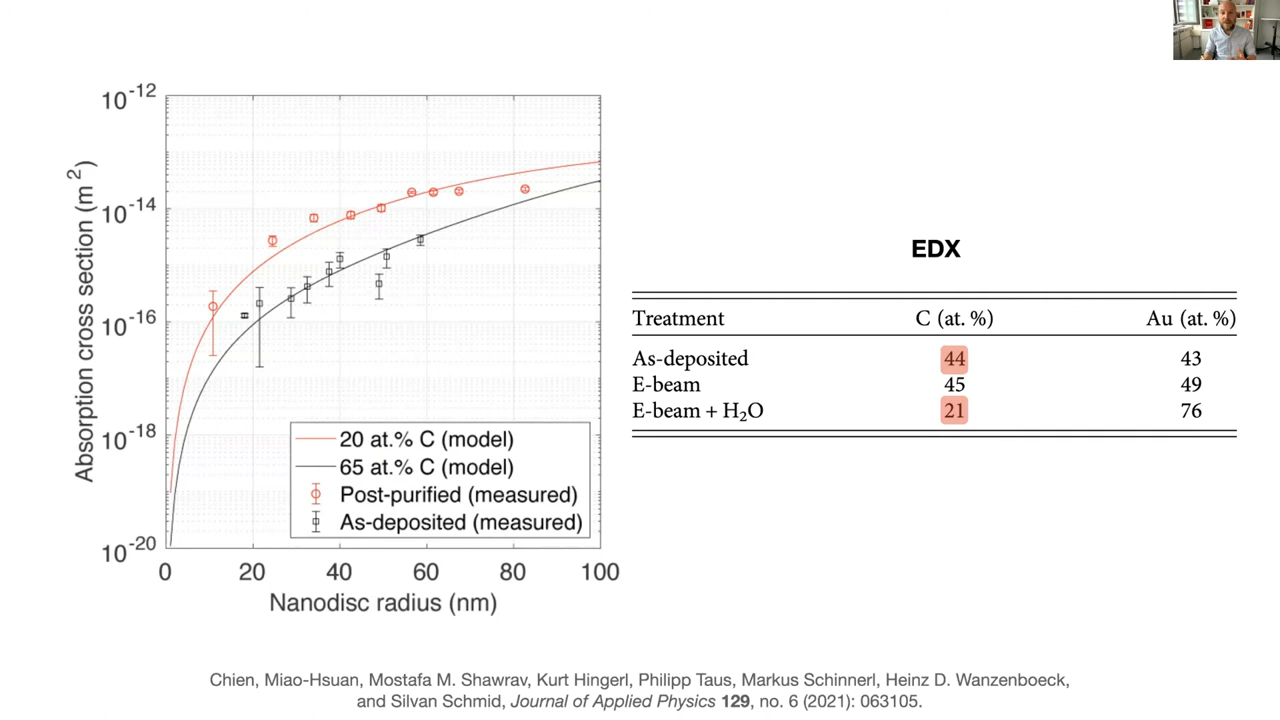 10-12
10-14
10-16
10-18
10-20
Absorption cross section (m 2)
0 20 40 60 80 100
Nanodisc radius (nm)
20 at.% C (model)
65 at.% C (model)
Post-purified (measured)
As-deposited (measured)
EDX
Treatment C (at. %) Au (at. %)
As-deposited 44 43
E-beam 45 49
E-beam + H2O 21 76
Chien, Miao-Hsuan, Mostafa M. Shawrav, Kurt Hingerl, Philipp Taus, Markus Schinnerl, Heinz D. Wanzenboeck,
and Silvan Schmid, Journal of Applied Physics 129, no. 6 (2021): 063105.